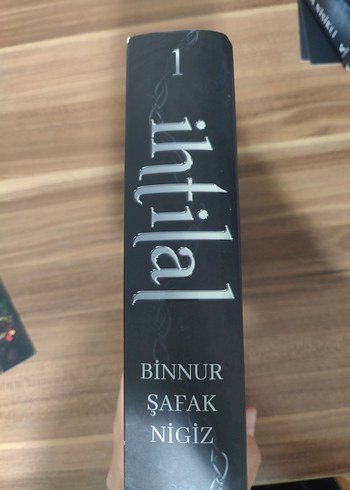 1
ihtilal
BİNNUR
ŞAFAK
NİGİZ